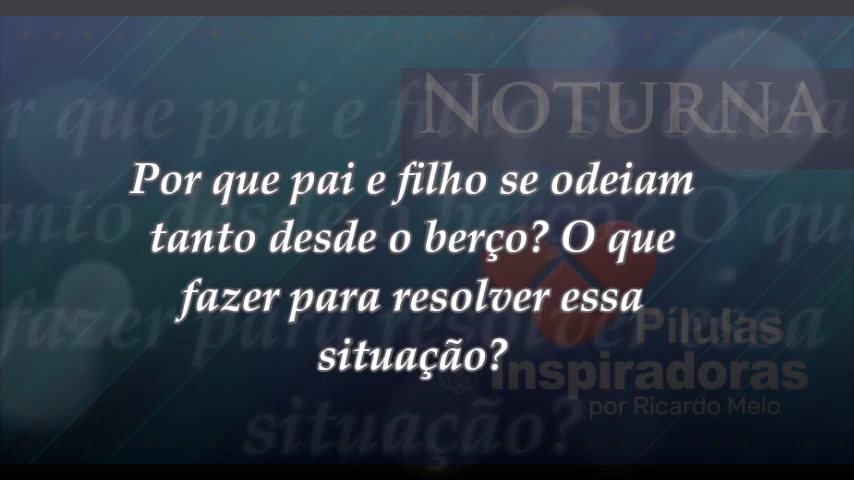 NOTURNA
Por que pai e filho se odeiam
tanto desde o berço? O que
fazer para resolver essa
situação?
Pílulas
Inspiradoras
por Ricardo Melo